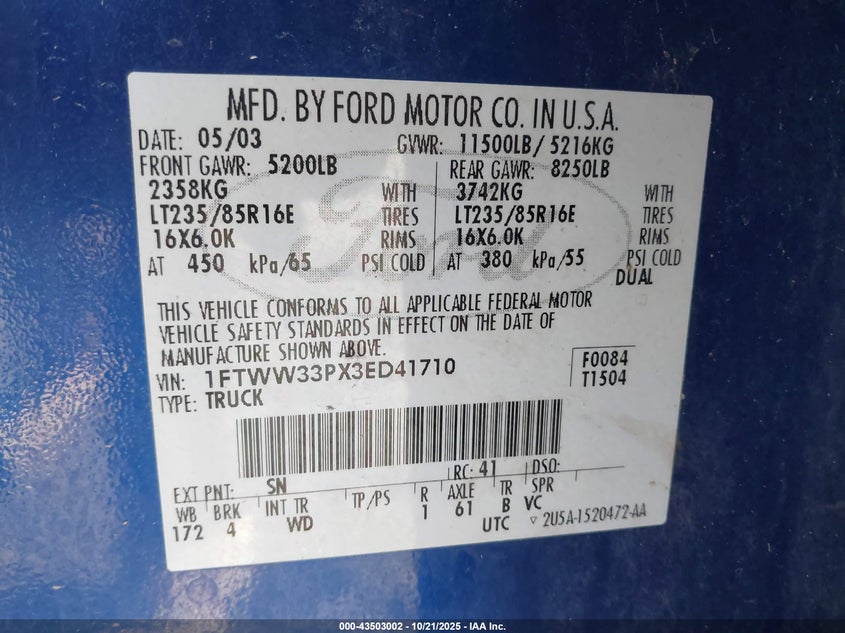 MFD. BY FORD MOTOR CO. IN U.S.A.
DATE: 05/03 GVWR: 11500LB/ 5216KG
FRONT GAWR: 5200LB REAR GAWR: 8250LB
2358KG WITH 3742KG WITH
LT235/85R16E TIRES LT235/85R16E TIRES
16X6.0K RIMS 16X6.0K RIMS
AT 450 kPa/65 PSI COLD AT 380 kPa/55 PSI COLD
DUAL
Ford
THIS VEHICLE CONFORMS TO ALL APPLICABLE FEDERAL MOTOR
VEHICLE SAFETY STANDARDS IN EFFECT ON THE DATE OF
MANUFACTURE SHOWN ABOVE.
VIN: 1FTWW33PX3ED41710 F0084
TYPE: TRUCK T1504
RC: 41 DSO:
EXT PNT: SN
WB BRK INT TR TP/PS R AXLE TR SPR
172 4 WD 1 61 B VC
UTC ▽ 2U5A-1520472-AA
000-43503002 - 10/21/2025 - IAA Inc.